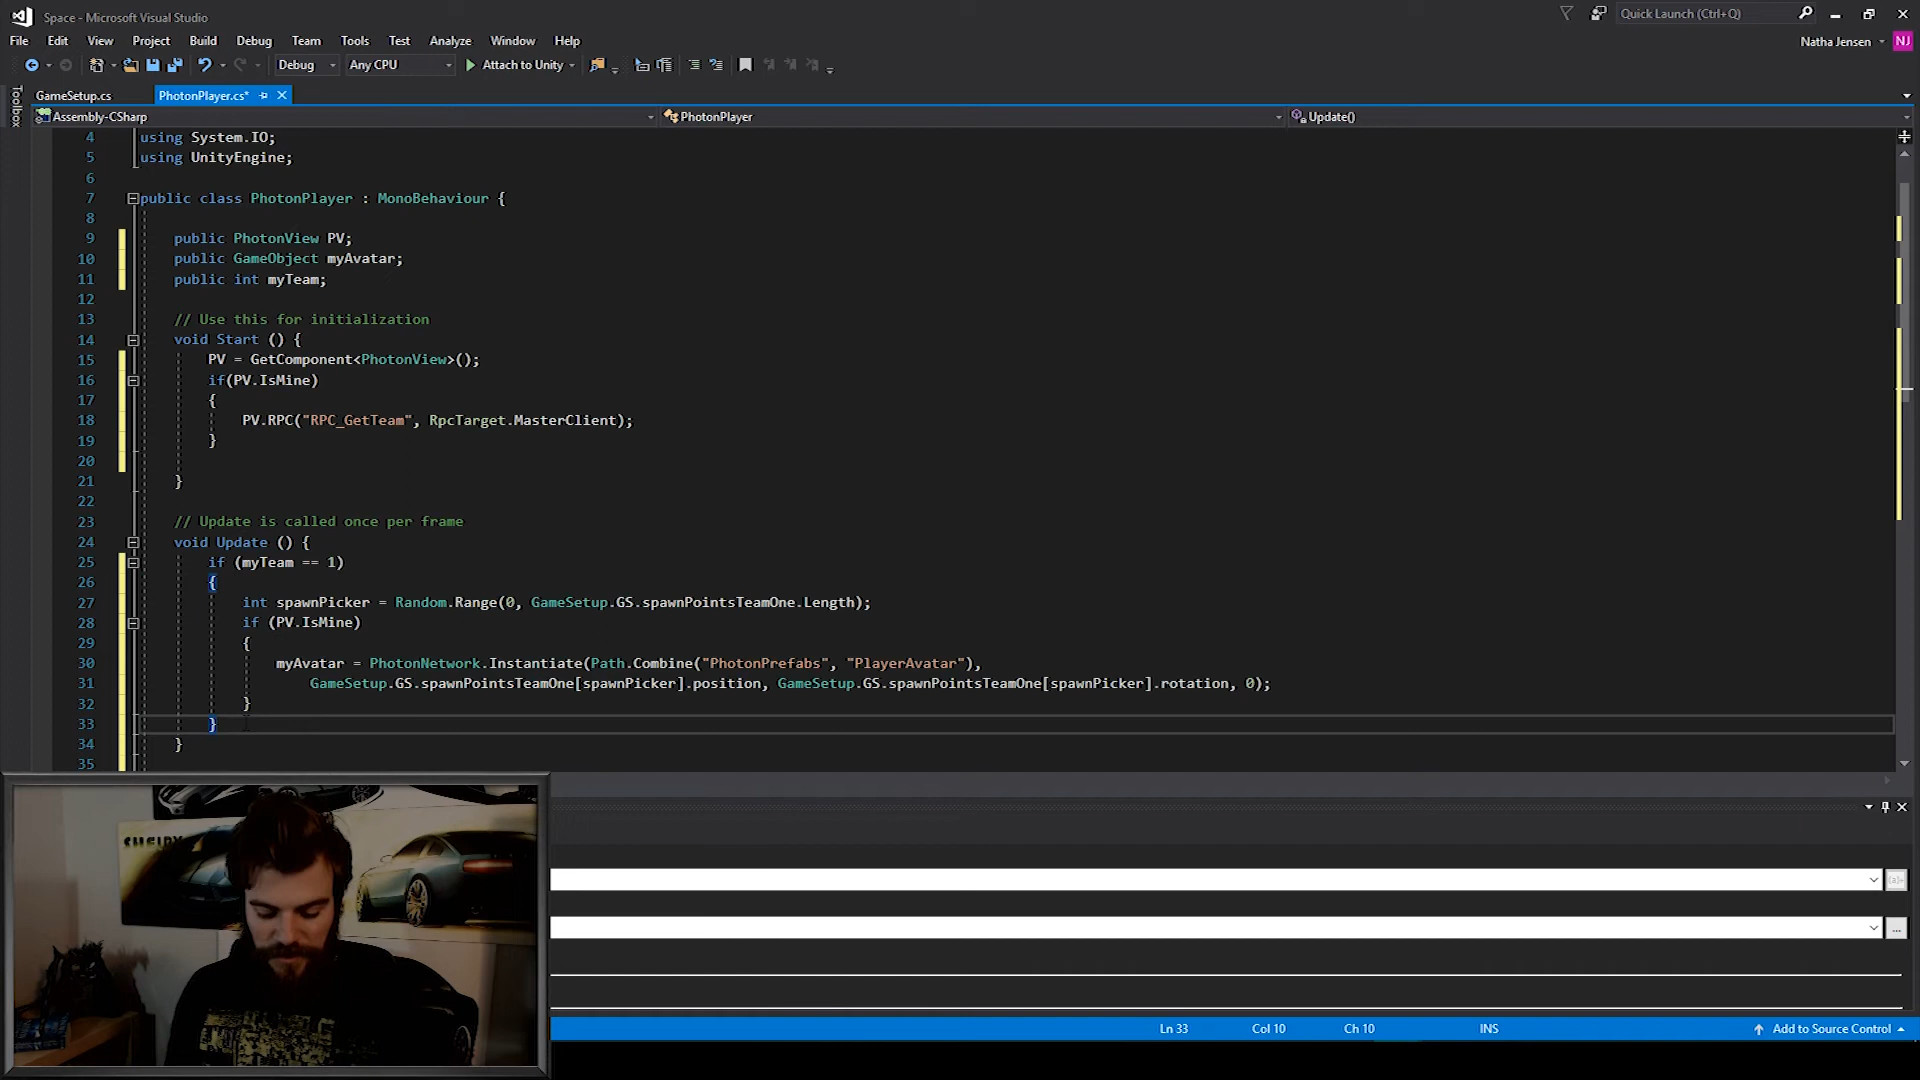 Space - Microsoft Visual Studio
Quick Launch (Ctrl+Q)
File Edit View Project Build Debug Team Tools Test Analyze Window Help
Natha Jensen NJ
Debug Any CPU Attach to Unity
Toolbox
GameSetup.cs PhotonPlayer.cs*
Assembly-CSharp PhotonPlayer Update()
4 using System.IO;
5 using UnityEngine;
6
7 public class PhotonPlayer : MonoBehaviour {
8
9 public PhotonView PV;
10 public GameObject myAvatar;
11 public int myTeam;
12
13 // Use this for initialization
14 void Start () {
15 PV = GetComponent<PhotonView>();
16 if(PV.IsMine)
17 {
18 PV.RPC("RPC_GetTeam", RpcTarget.MasterClient);
19 }
20
21 }
22
23 // Update is called once per frame
24 void Update () {
25 if (myTeam == 1)
26 {
27 int spawnPicker = Random.Range(0, GameSetup.GS.spawnPointsTeamOne.Length);
28 if (PV.IsMine)
29 {
30 myAvatar = PhotonNetwork.Instantiate(Path.Combine("PhotonPrefabs", "PlayerAvatar"),
31 GameSetup.GS.spawnPointsTeamOne[spawnPicker].position, GameSetup.GS.spawnPointsTeamOne[spawnPicker].rotation, 0);
32 }
33 }
34 }
35
Ln 33 Col 10 Ch 10 INS Add to Source Control